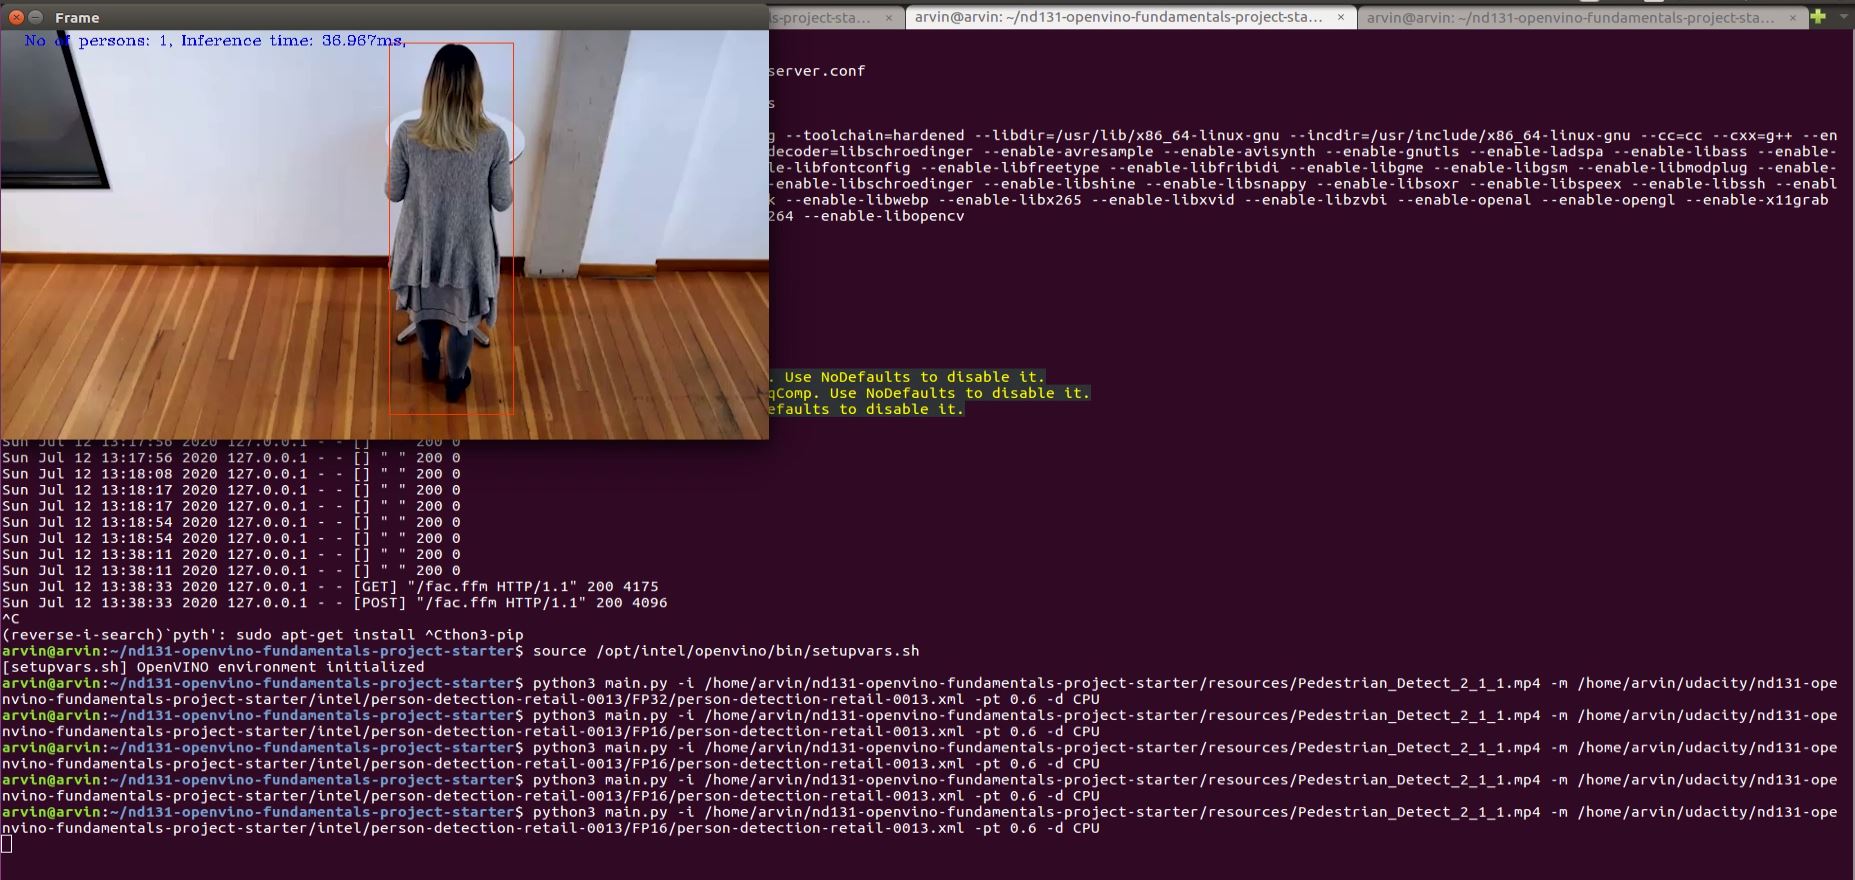 Frame
s-project-sta...
arvin@arvin: ~/nd131-openvino-fundamentals-project-sta...
arvin@arvin: ~/nd131-openvino-fundamentals-project-sta...
No of persons: 1, Inference time: 36.967ms,
server.conf
s
g --toolchain=hardened --libdir=/usr/lib/x86_64-linux-gnu --incdir=/usr/include/x86_64-linux-gnu --cc=cc --cxx=g++ --en
decoder=libschroedinger --enable-avresample --enable-avisynth --enable-gnutls --enable-ladspa --enable-libass --enable-
le-libfontconfig --enable-libfreetype --enable-libfribidi --enable-libgme --enable-libgsm --enable-libmodplug --enable-
-enable-libschroedinger --enable-libshine --enable-libsnappy --enable-libsoxr --enable-libspeex --enable-libssh --enabl
k --enable-libwebp --enable-libx265 --enable-libxvid --enable-libzvbi --enable-openal --enable-opengl --enable-x11grab
264 --enable-libopencv
. Use NoDefaults to disable it.
qComp. Use NoDefaults to disable it.
efaults to disable it.
Sun Jul 12 13:17:56 2020 127.0.0.1 - - [] " " 200 0
Sun Jul 12 13:17:56 2020 127.0.0.1 - - [] " " 200 0
Sun Jul 12 13:18:08 2020 127.0.0.1 - - [] " " 200 0
Sun Jul 12 13:18:17 2020 127.0.0.1 - - [] " " 200 0
Sun Jul 12 13:18:17 2020 127.0.0.1 - - [] " " 200 0
Sun Jul 12 13:18:54 2020 127.0.0.1 - - [] " " 200 0
Sun Jul 12 13:18:54 2020 127.0.0.1 - - [] " " 200 0
Sun Jul 12 13:38:11 2020 127.0.0.1 - - [] " " 200 0
Sun Jul 12 13:38:11 2020 127.0.0.1 - - [] " " 200 0
Sun Jul 12 13:38:33 2020 127.0.0.1 - - [GET] "/fac.ffm HTTP/1.1" 200 4175
Sun Jul 12 13:38:33 2020 127.0.0.1 - - [POST] "/fac.ffm HTTP/1.1" 200 4096
^C
(reverse-i-search)`pyth': sudo apt-get install ^Cthon3-pip
arvin@arvin:~/nd131-openvino-fundamentals-project-starter$ source /opt/intel/openvino/bin/setupvars.sh
[setupvars.sh] OpenVINO environment initialized
arvin@arvin:~/nd131-openvino-fundamentals-project-starter$ python3 main.py -i /home/arvin/nd131-openvino-fundamentals-project-starter/resources/Pedestrian_Detect_2_1_1.mp4 -m /home/arvin/udacity/nd131-ope
nvino-fundamentals-project-starter/intel/person-detection-retail-0013/FP32/person-detection-retail-0013.xml -pt 0.6 -d CPU
arvin@arvin:~/nd131-openvino-fundamentals-project-starter$ python3 main.py -i /home/arvin/nd131-openvino-fundamentals-project-starter/resources/Pedestrian_Detect_2_1_1.mp4 -m /home/arvin/udacity/nd131-ope
nvino-fundamentals-project-starter/intel/person-detection-retail-0013/FP16/person-detection-retail-0013.xml -pt 0.6 -d CPU
arvin@arvin:~/nd131-openvino-fundamentals-project-starter$ python3 main.py -i /home/arvin/nd131-openvino-fundamentals-project-starter/resources/Pedestrian_Detect_2_1_1.mp4 -m /home/arvin/udacity/nd131-ope
nvino-fundamentals-project-starter/intel/person-detection-retail-0013/FP16/person-detection-retail-0013.xml -pt 0.6 -d CPU
arvin@arvin:~/nd131-openvino-fundamentals-project-starter$ python3 main.py -i /home/arvin/nd131-openvino-fundamentals-project-starter/resources/Pedestrian_Detect_2_1_1.mp4 -m /home/arvin/udacity/nd131-ope
nvino-fundamentals-project-starter/intel/person-detection-retail-0013/FP16/person-detection-retail-0013.xml -pt 0.6 -d CPU
arvin@arvin:~/nd131-openvino-fundamentals-project-starter$ python3 main.py -i /home/arvin/nd131-openvino-fundamentals-project-starter/resources/Pedestrian_Detect_2_1_1.mp4 -m /home/arvin/udacity/nd131-ope
nvino-fundamentals-project-starter/intel/person-detection-retail-0013/FP16/person-detection-retail-0013.xml -pt 0.6 -d CPU